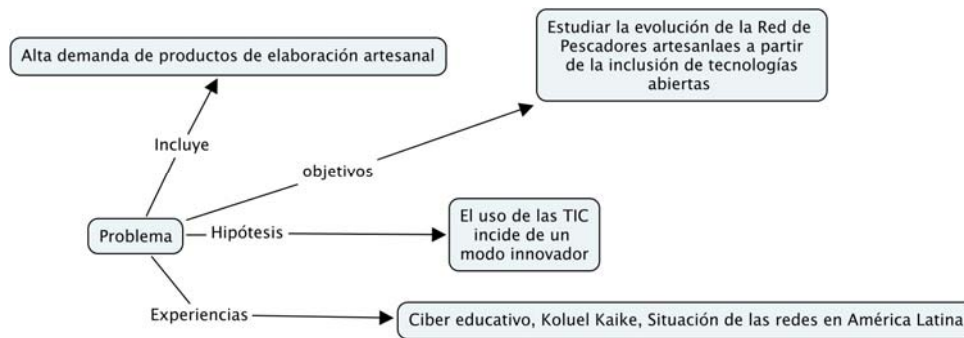 Estudiar la evolución de la Red de
Pescadores artesanlaes a partir
de la inclusión de tecnologías
abiertas
Alta demanda de productos de elaboración artesanal
Incluye
objetivos
Problema
Hipótesis
El uso de las TIC
incide de un
modo innovador
Experiencias
Ciber educativo, Koluel Kaike, Situación de las redes en América Latina